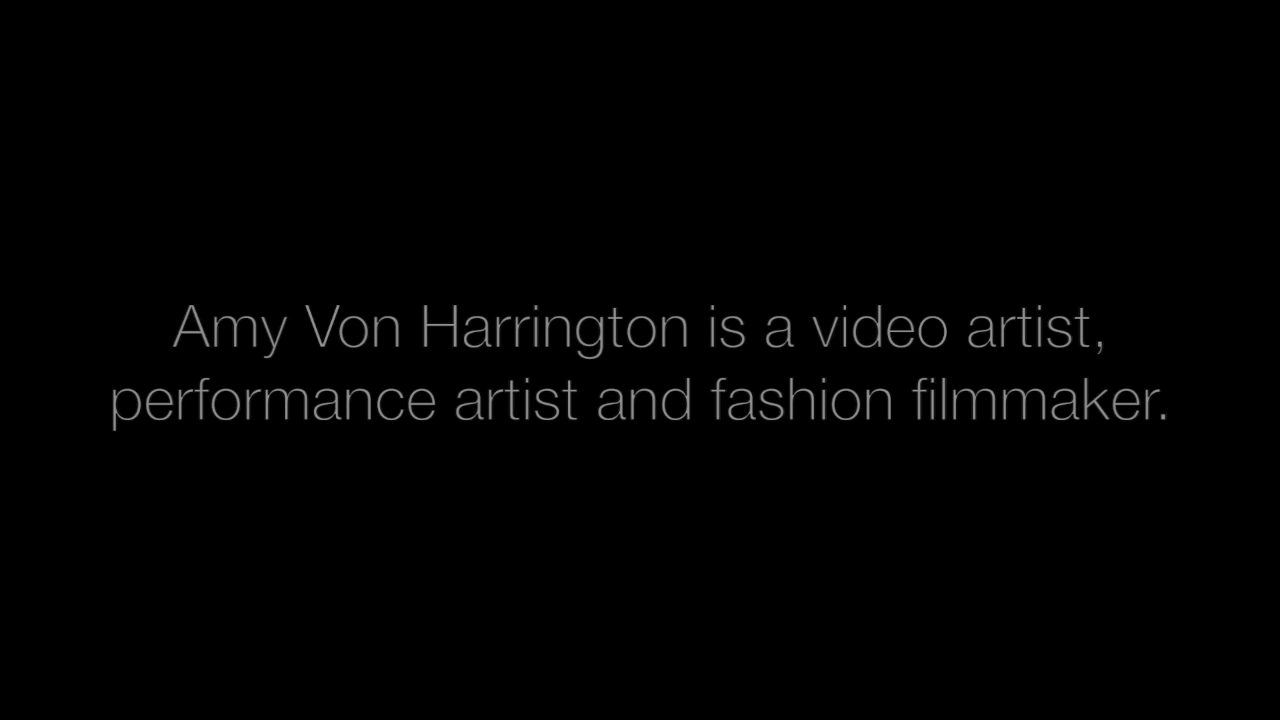 Amy Von Harrington is a video artist,
performance artist and fashion filmmaker.